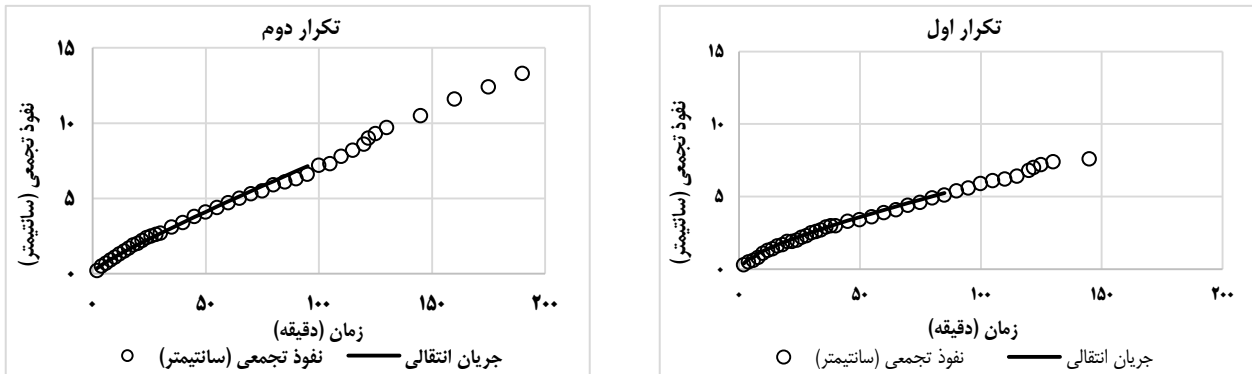 تکرار اول
نفوذ تجمعی (سانتیمتر)
۱۵
۱۰
۵
۰
۰ ۵۰ ۱۰۰ ۱۵۰ ۲۰۰
زمان (دقیقه)
نفوذ تجمعی (سانتیمتر) جریان انتقالی
تکرار دوم
نفوذ تجمعی (سانتیمتر)
۱۵
۱۰
۵
۰
۰ ۵۰ ۱۰۰ ۱۵۰ ۲۰۰
زمان (دقیقه)
نفوذ تجمعی (سانتیمتر) جریان انتقالی